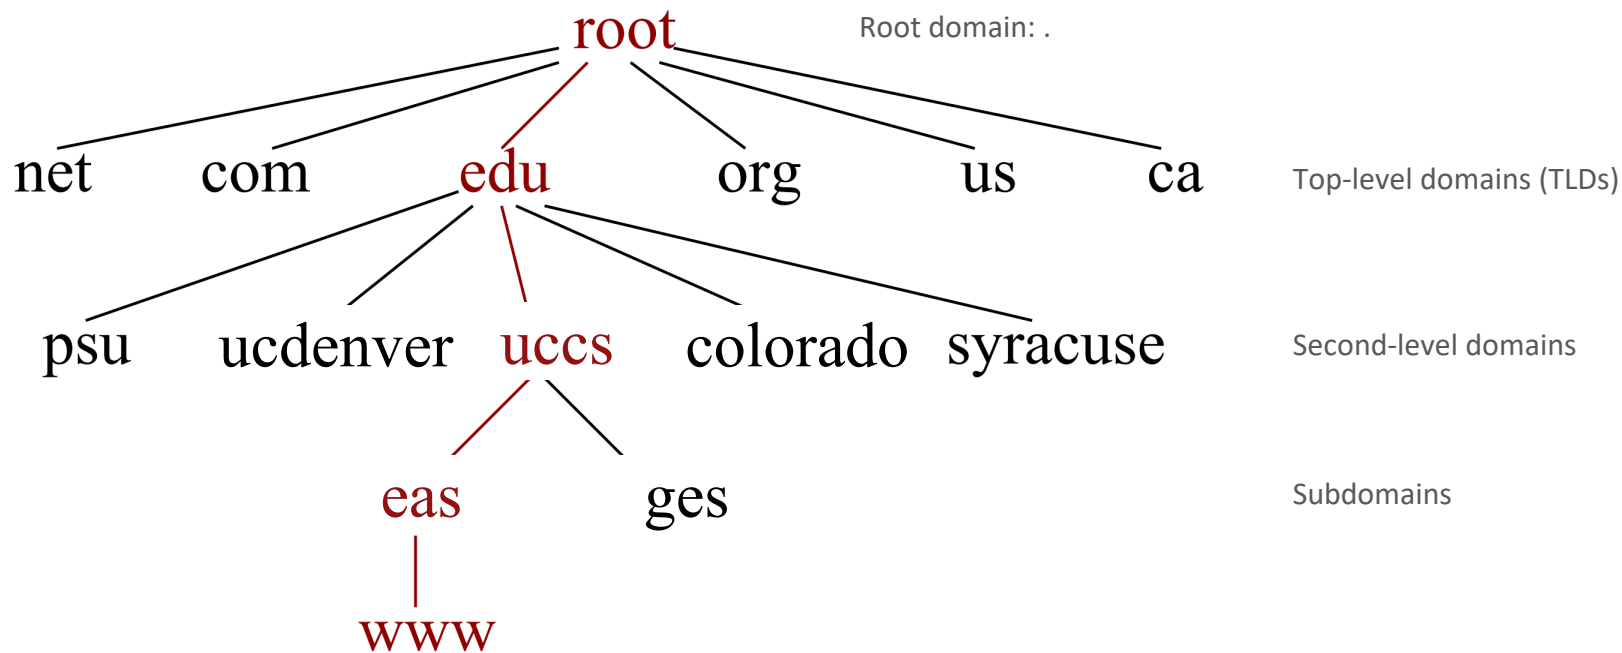 root Root domain: .
net com edu org us ca Top-level domains (TLDs)
psu ucdenver uccs colorado syracuse Second-level domains
eas ges Subdomains
www